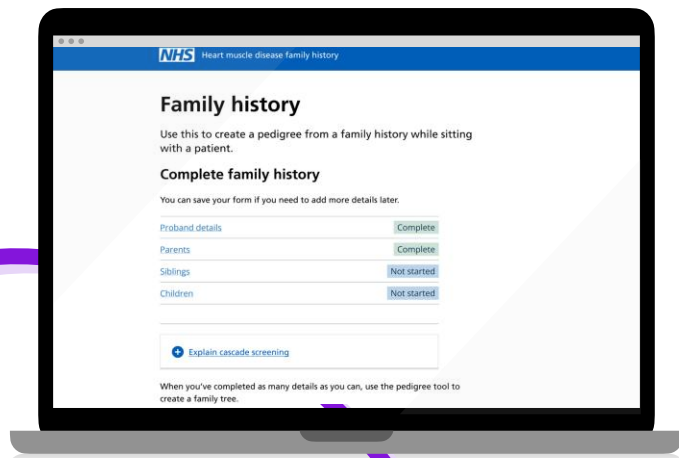 NHS Heart muscle disease family history
Family history
Use this to create a pedigree from a family history while sitting
with a patient.
Complete family history
You can save your form if you need to add more details later.
Proband details Complete
Parents Complete
Siblings Not started
Children Not started
Explain cascade screening
When you've completed as many details as you can, use the pedigree tool to
create a family tree.